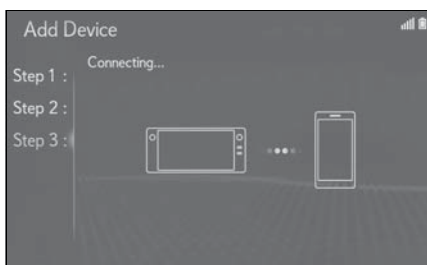 Add Device
Connecting...
Step 1 :
Step 2 :
Step 3 :